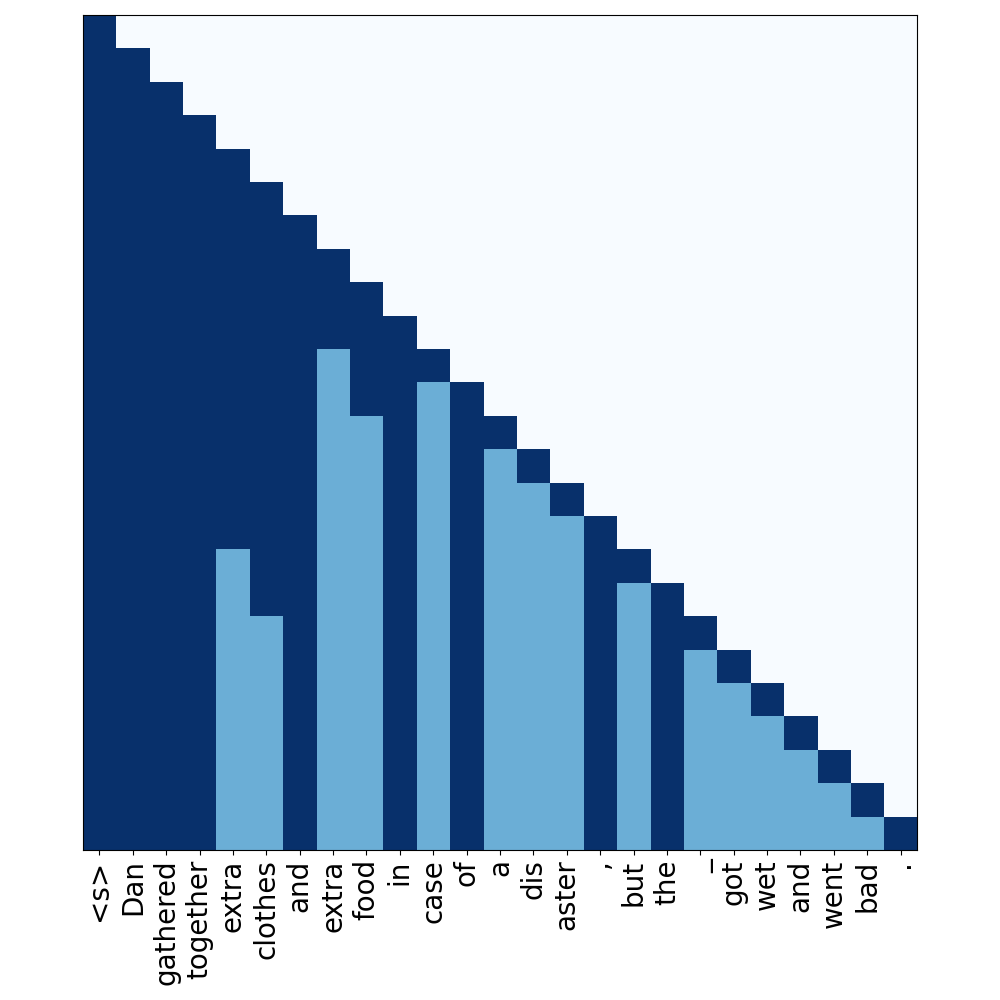 <s> Dan gathered together extra clothes and extra food in case of a dis aster , but the _ got wet and went bad .